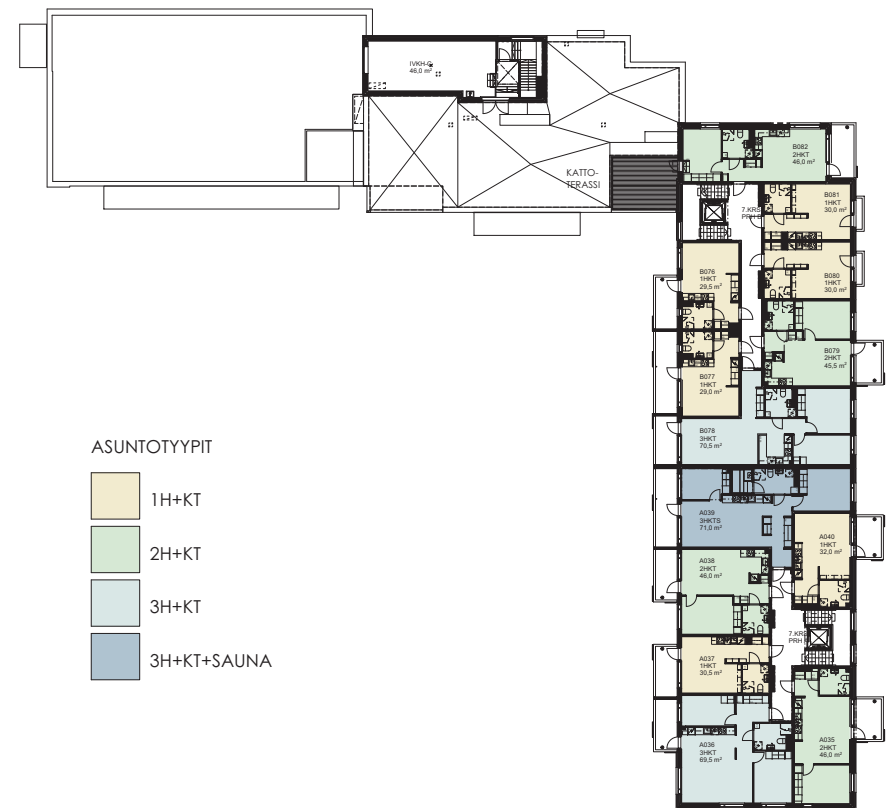 IVKH-C
46,0 m²
KATTO-
TERASSI
B082
2HKT
46,0 m²
B081
1HKT
30,0 m²
7.KRS
B080
1HKT
30,0 m²
B076
1HKT
29,5 m²
B079
2HKT
45,5 m²
B077
1HKT
29,0 m²
B078
3HKT
70,5 m²
ASUNTOTYYPIT
1H+KT
2H+KT
3H+KT
3H+KT+SAUNA
A039
3HKTS
71,0 m²
A040
1HKT
32,0 m²
A038
2HKT
46,0 m²
7.KRS
A037
1HKT
30,5 m²
A036
3HKT
69,5 m²
A035
2HKT
46,0 m²